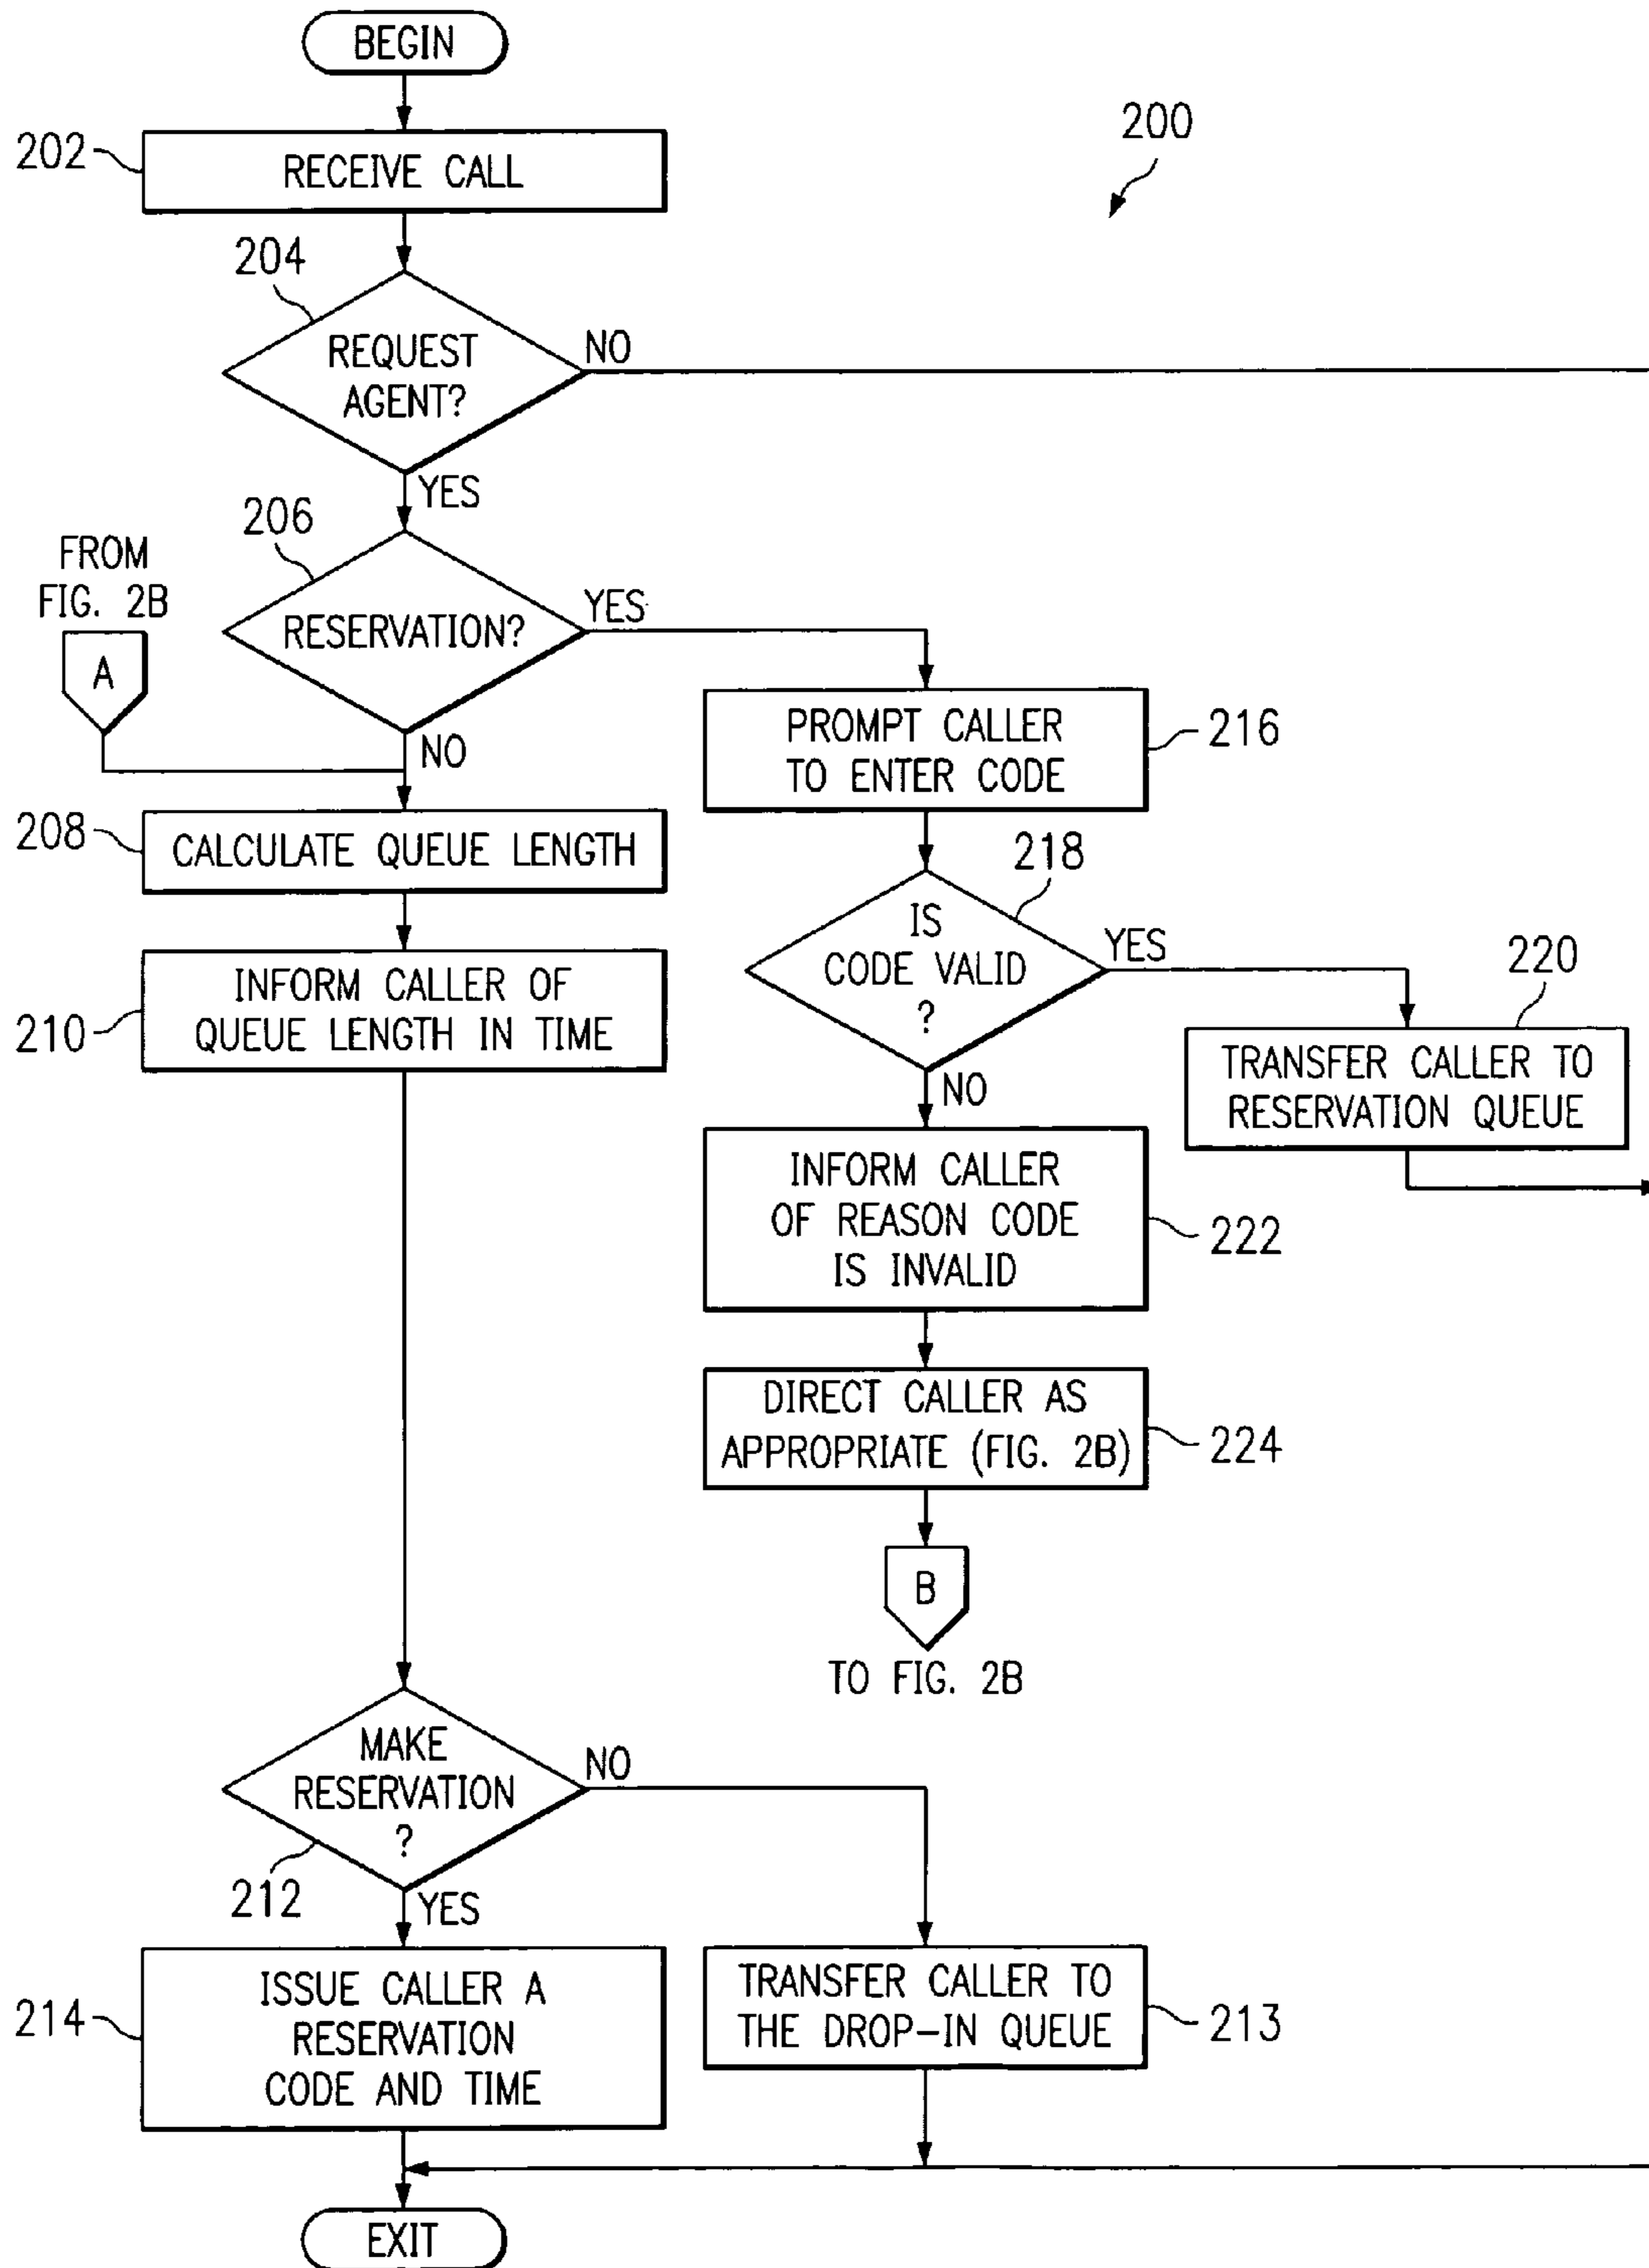 BEGIN
200
202
RECEIVE CALL
204
REQUEST
AGENT?
NO
YES
206
FROM
FIG. 2B
A
RESERVATION?
YES
NO
PROMPT CALLER
TO ENTER CODE
216
208
CALCULATE QUEUE LENGTH
218
IS
CODE VALID
?
YES
NO
220
TRANSFER CALLER TO
RESERVATION QUEUE
210
INFORM CALLER OF
QUEUE LENGTH IN TIME
INFORM CALLER
OF REASON CODE
IS INVALID
222
DIRECT CALLER AS
APPROPRIATE (FIG. 2B)
224
B
TO FIG. 2B
MAKE
RESERVATION
?
NO
212
YES
214
ISSUE CALLER A
RESERVATION
CODE AND TIME
TRANSFER CALLER TO
THE DROP-IN QUEUE
213
EXIT